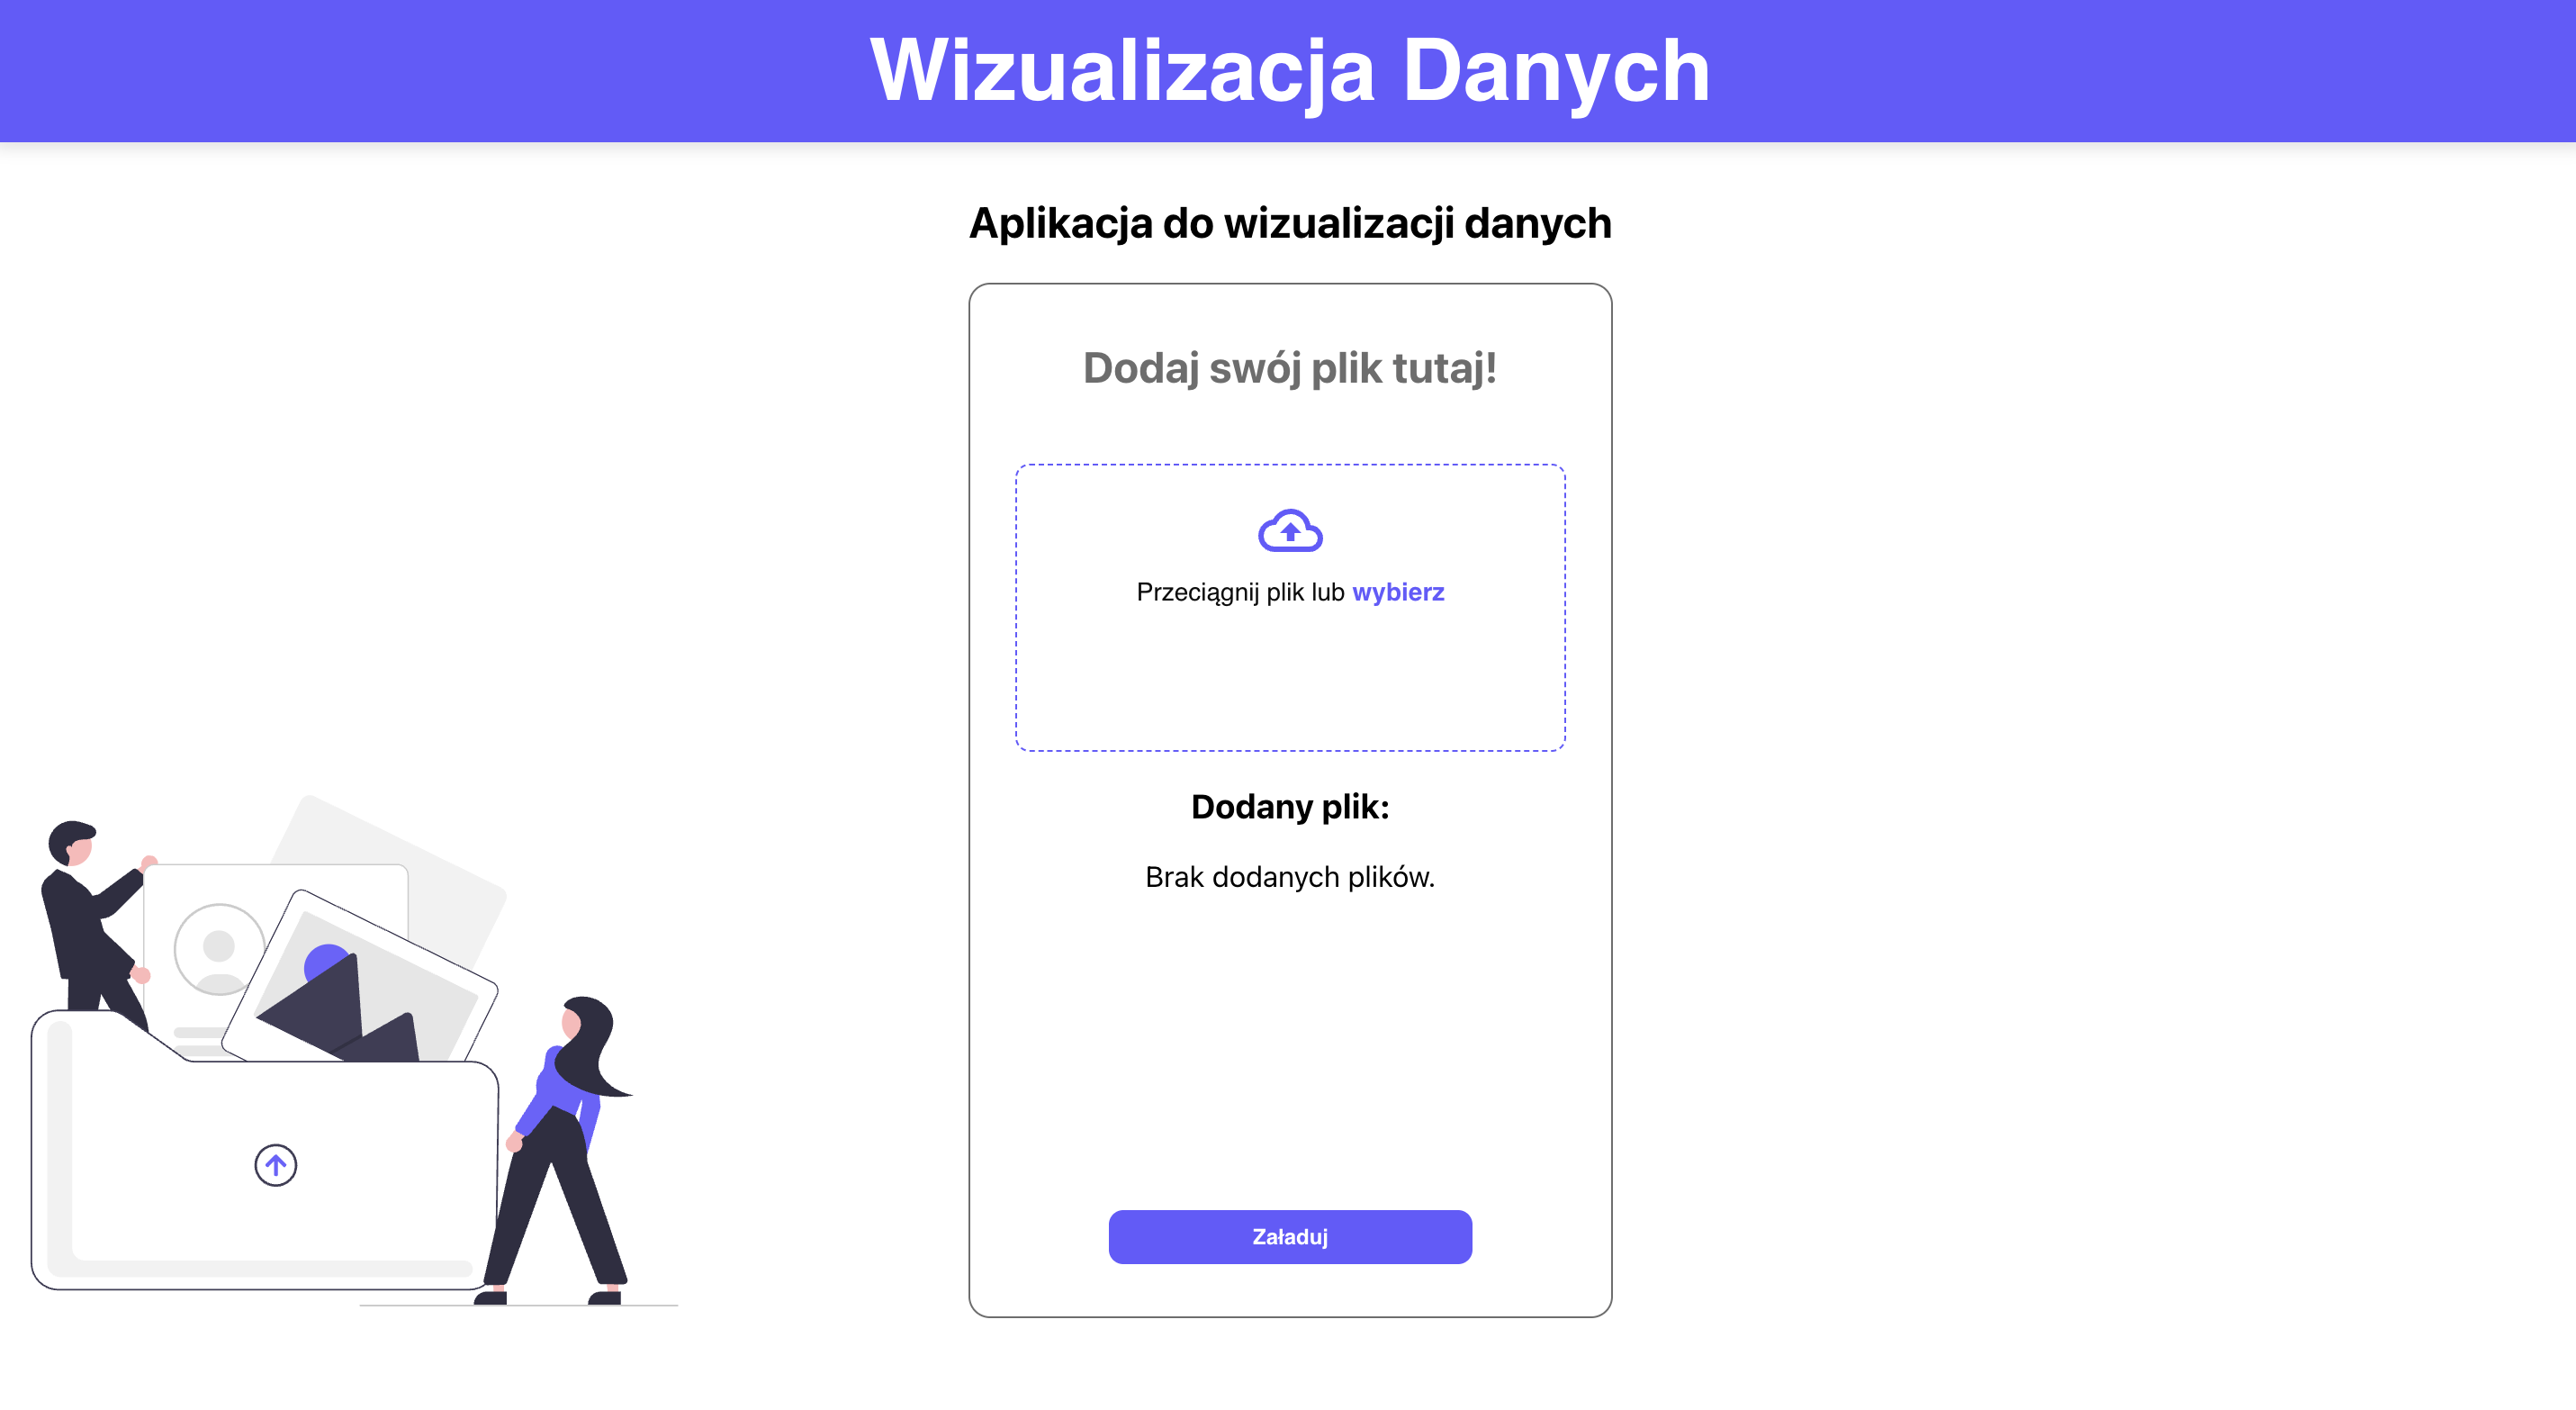 Wizualizacja Danych
Aplikacja do wizualizacji danych
Dodaj swój plik tutaj!
Przeciągnij plik lub wybierz
Dodany plik:
Brak dodanych plików.
Załaduj